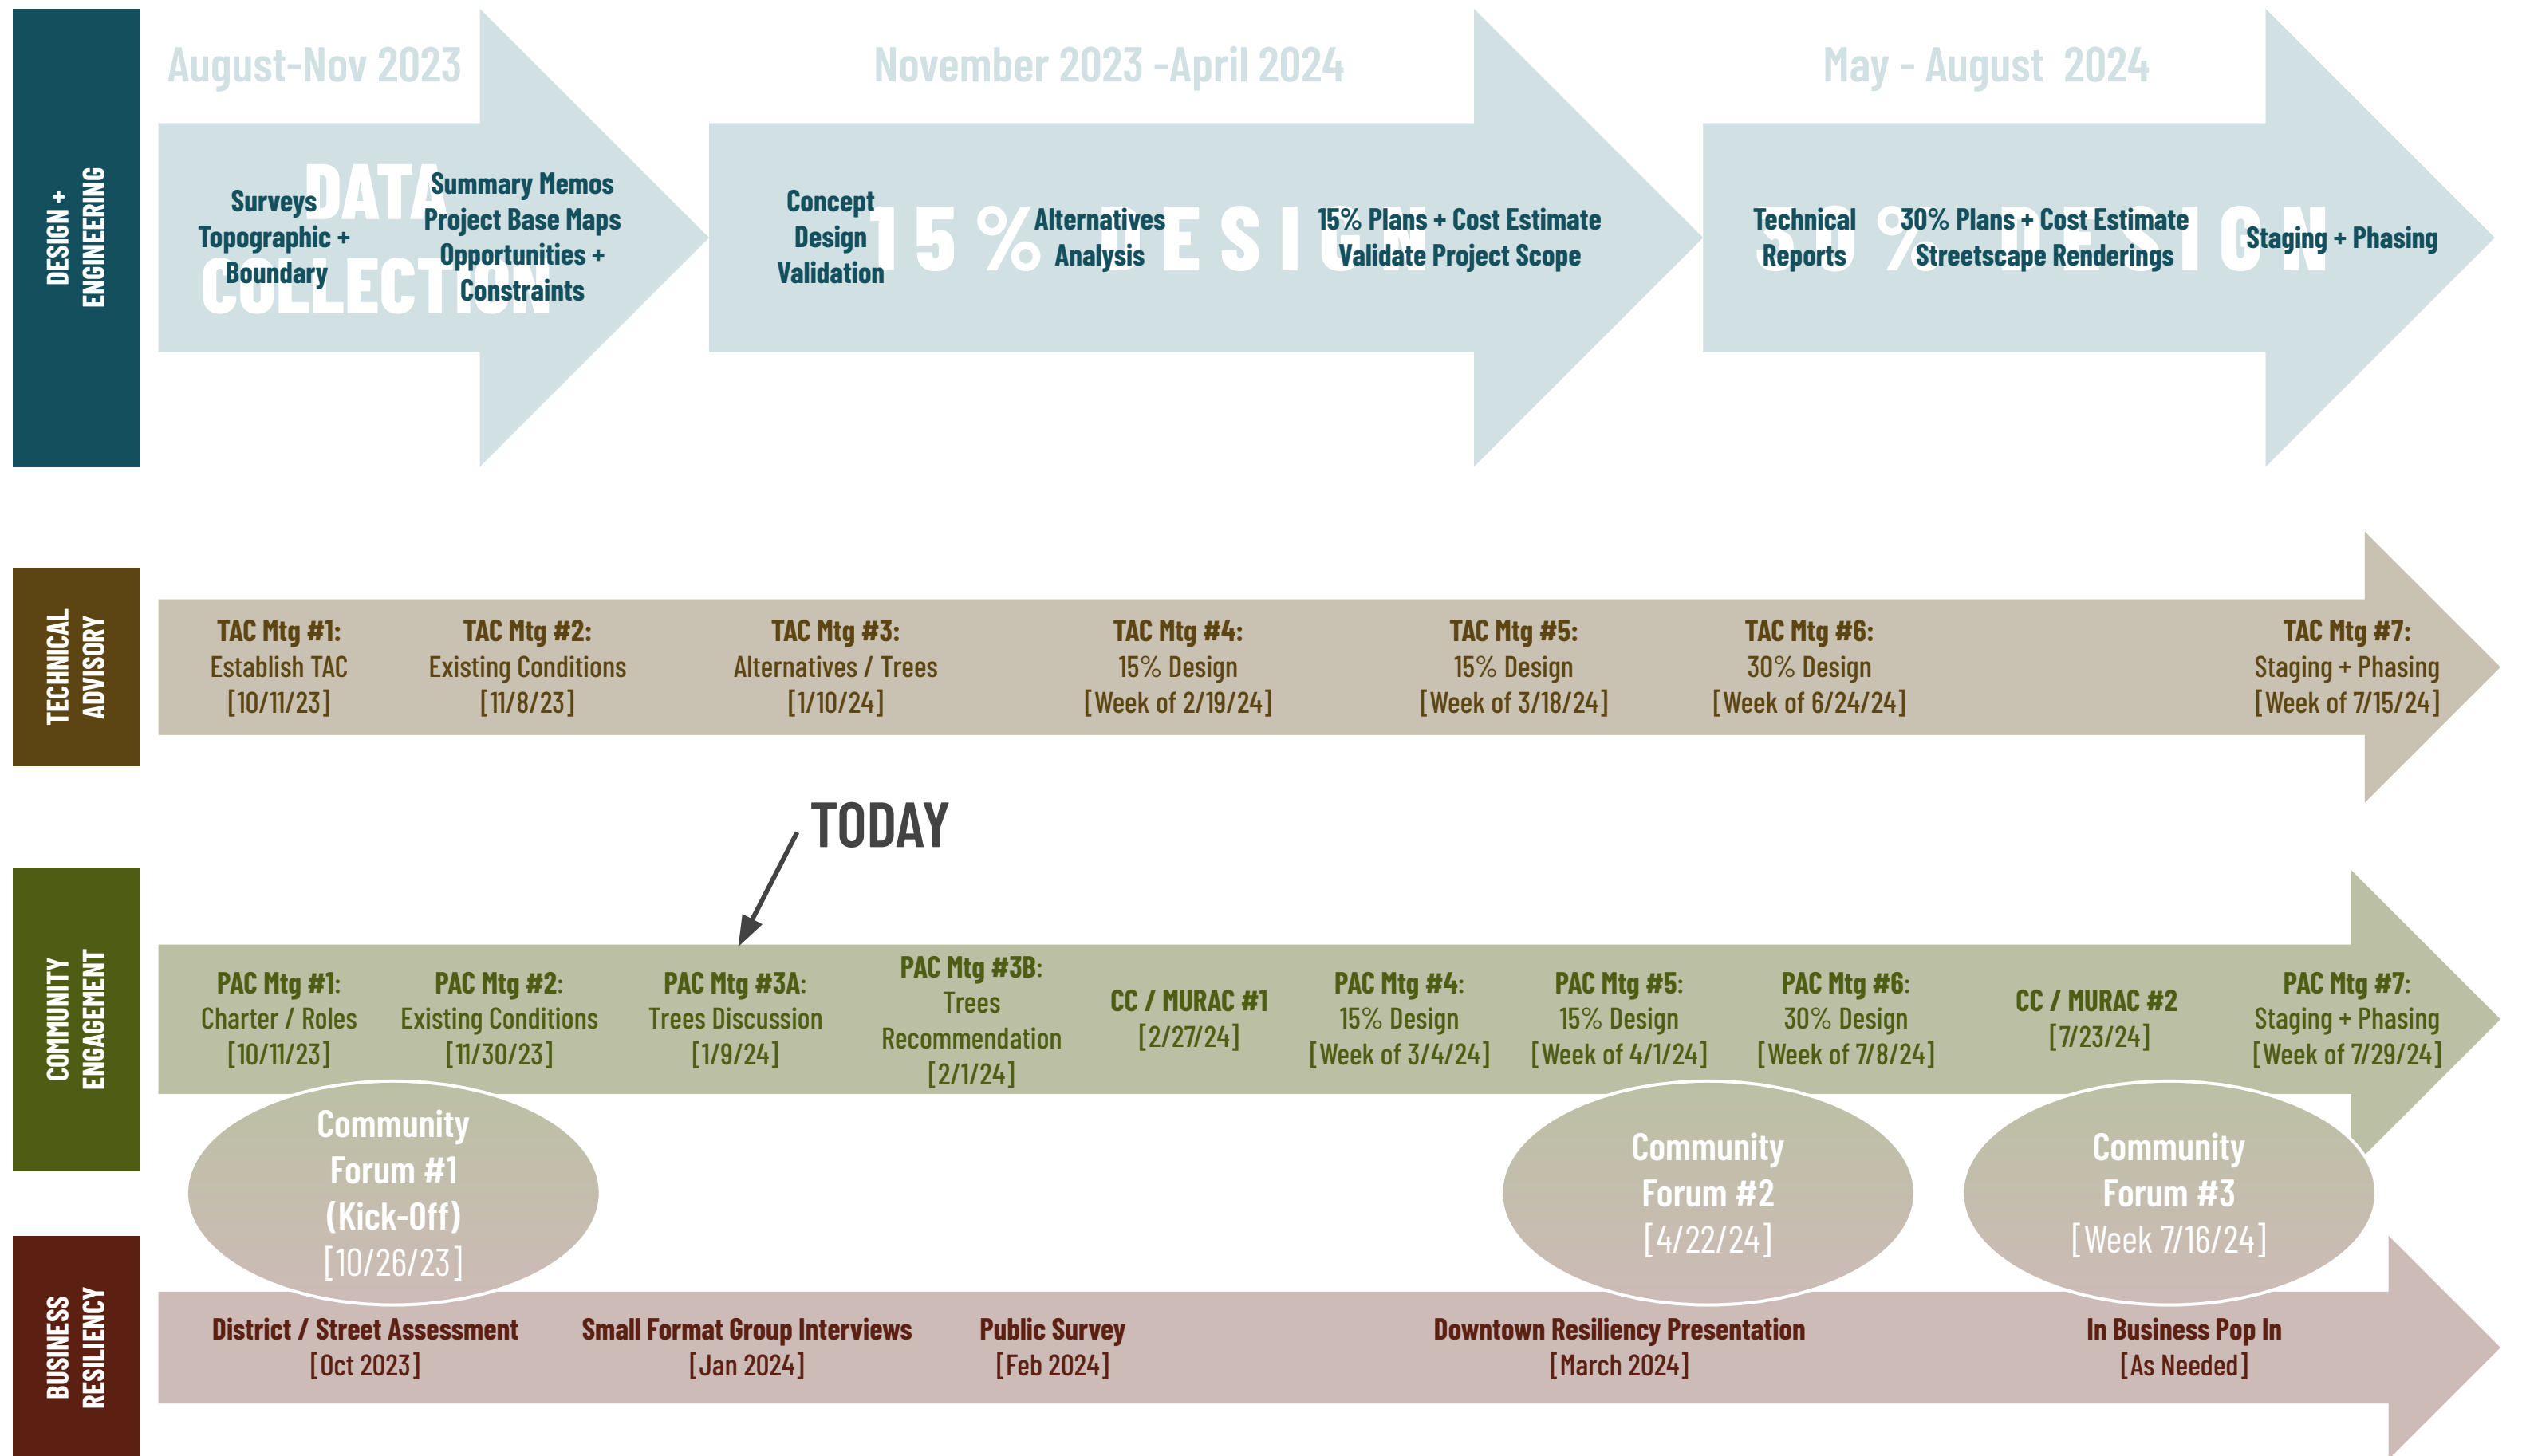 DESIGN +
ENGINEERING
August-Nov 2023
November 2023 -April 2024
May - August  2024
DATA
COLLECTION
Surveys
Topographic +
Boundary
Summary Memos
Project Base Maps
Opportunities +
Constraints
15% DESIGN
Concept
Design
Validation
Alternatives
Analysis
15% Plans + Cost Estimate
Validate Project Scope
30% DESIGN
Technical
Reports
30% Plans + Cost Estimate
Streetscape Renderings
Staging + Phasing
TECHNICAL
ADVISORY
TAC Mtg #1:
Establish TAC
[10/11/23]
TAC Mtg #2:
Existing Conditions
[11/8/23]
TAC Mtg #3:
Alternatives / Trees
[1/10/24]
TAC Mtg #4:
15% Design
[Week of 2/19/24]
TAC Mtg #5:
15% Design
[Week of 3/18/24]
TAC Mtg #6:
30% Design
[Week of 6/24/24]
TAC Mtg #7:
Staging + Phasing
[Week of 7/15/24]
TODAY
COMMUNITY
ENGAGEMENT
PAC Mtg #1:
Charter / Roles
[10/11/23]
PAC Mtg #2:
Existing Conditions
[11/30/23]
PAC Mtg #3A:
Trees Discussion
[1/9/24]
PAC Mtg #3B:
Trees
Recommendation
[2/1/24]
CC / MURAC #1
[2/27/24]
PAC Mtg #4:
15% Design
[Week of 3/4/24]
PAC Mtg #5:
15% Design
[Week of 4/1/24]
PAC Mtg #6:
30% Design
[Week of 7/8/24]
CC / MURAC #2
[7/23/24]
PAC Mtg #7:
Staging + Phasing
[Week of 7/29/24]
Community
Forum #1
(Kick-Off)
[10/26/23]
Community
Forum #2
[4/22/24]
Community
Forum #3
[Week 7/16/24]
BUSINESS
RESILIENCY
District / Street Assessment
[Oct 2023]
Small Format Group Interviews
[Jan 2024]
Public Survey
[Feb 2024]
Downtown Resiliency Presentation
[March 2024]
In Business Pop In
[As Needed]